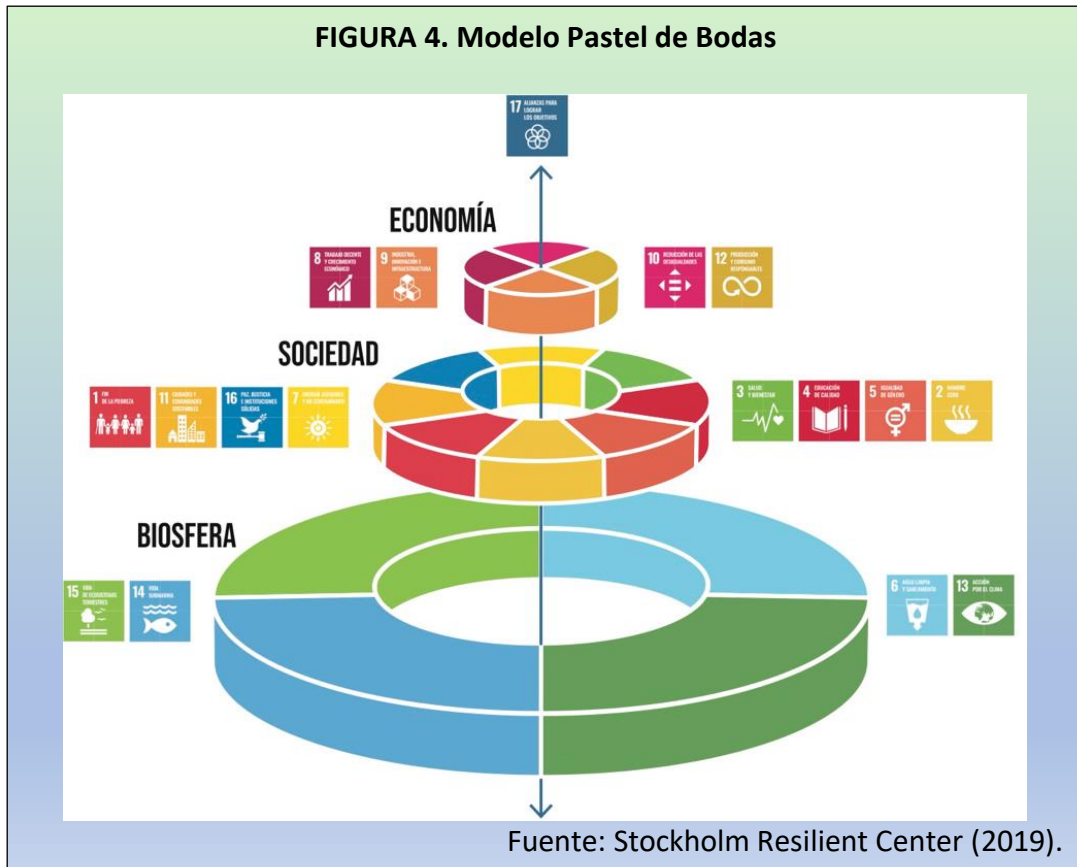 FIGURA 4. Modelo Pastel de Bodas
17 ALIANZAS PARA
LOGRAR
LOS OBJETIVOS
ECONOMÍA
8 TRABAJO DECENTE
Y CRECIMIENTO
ECONÓMICO
9 INDUSTRIA,
INNOVACIÓN E
INFRAESTRUCTURA
10 REDUCCIÓN DE LAS
DESIGUALDADES
12 PRODUCCIÓN
Y CONSUMO
RESPONSABLES
SOCIEDAD
1 FIN
DE LA POBREZA
11 CIUDADES Y
COMUNIDADES
SOSTENIBLES
16 PAZ, JUSTICIA
E INSTITUCIONES
SÓLIDAS
7 ENERGÍA ASEQUIBLE
Y NO CONTAMINANTE
3 SALUD
Y BIENESTAR
4 EDUCACIÓN
DE CALIDAD
5 IGUALDAD
DE GÉNERO
2 HAMBRE
CERO
BIOSFERA
15 VIDA
DE ECOSISTEMAS
TERRESTRES
14 VIDA
SUBMARINA
6 AGUA LIMPIA
Y SANEAMIENTO
13 ACCIÓN
POR EL CLIMA
Fuente: Stockholm Resilient Center (2019).